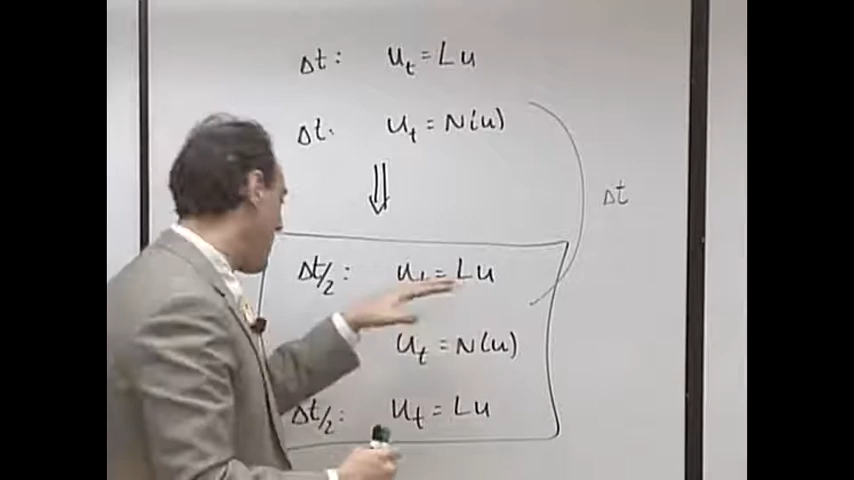 Δt: u_t = Lu
Δt: u_t = N(u)
Δt
Δt/2: u_t = Lu
u_t = N(u)
Δt/2: u_t = Lu